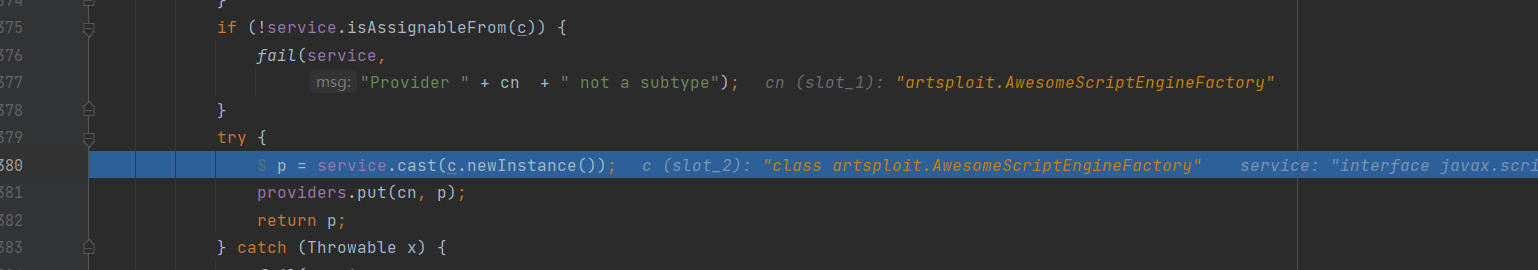 374 }
375 if (!service.isAssignableFrom(c)) {
376 fail(service,
377 msg: "Provider " + cn + " not a subtype"); cn (slot_1): "artsploit.AwesomeScriptEngineFactory"
378 }
379 try {
380 S p = service.cast(c.newInstance()); c (slot_2): "class artsploit.AwesomeScriptEngineFactory" service: "interface javax.scri
381 providers.put(cn, p);
382 return p;
383 } catch (Throwable x) {